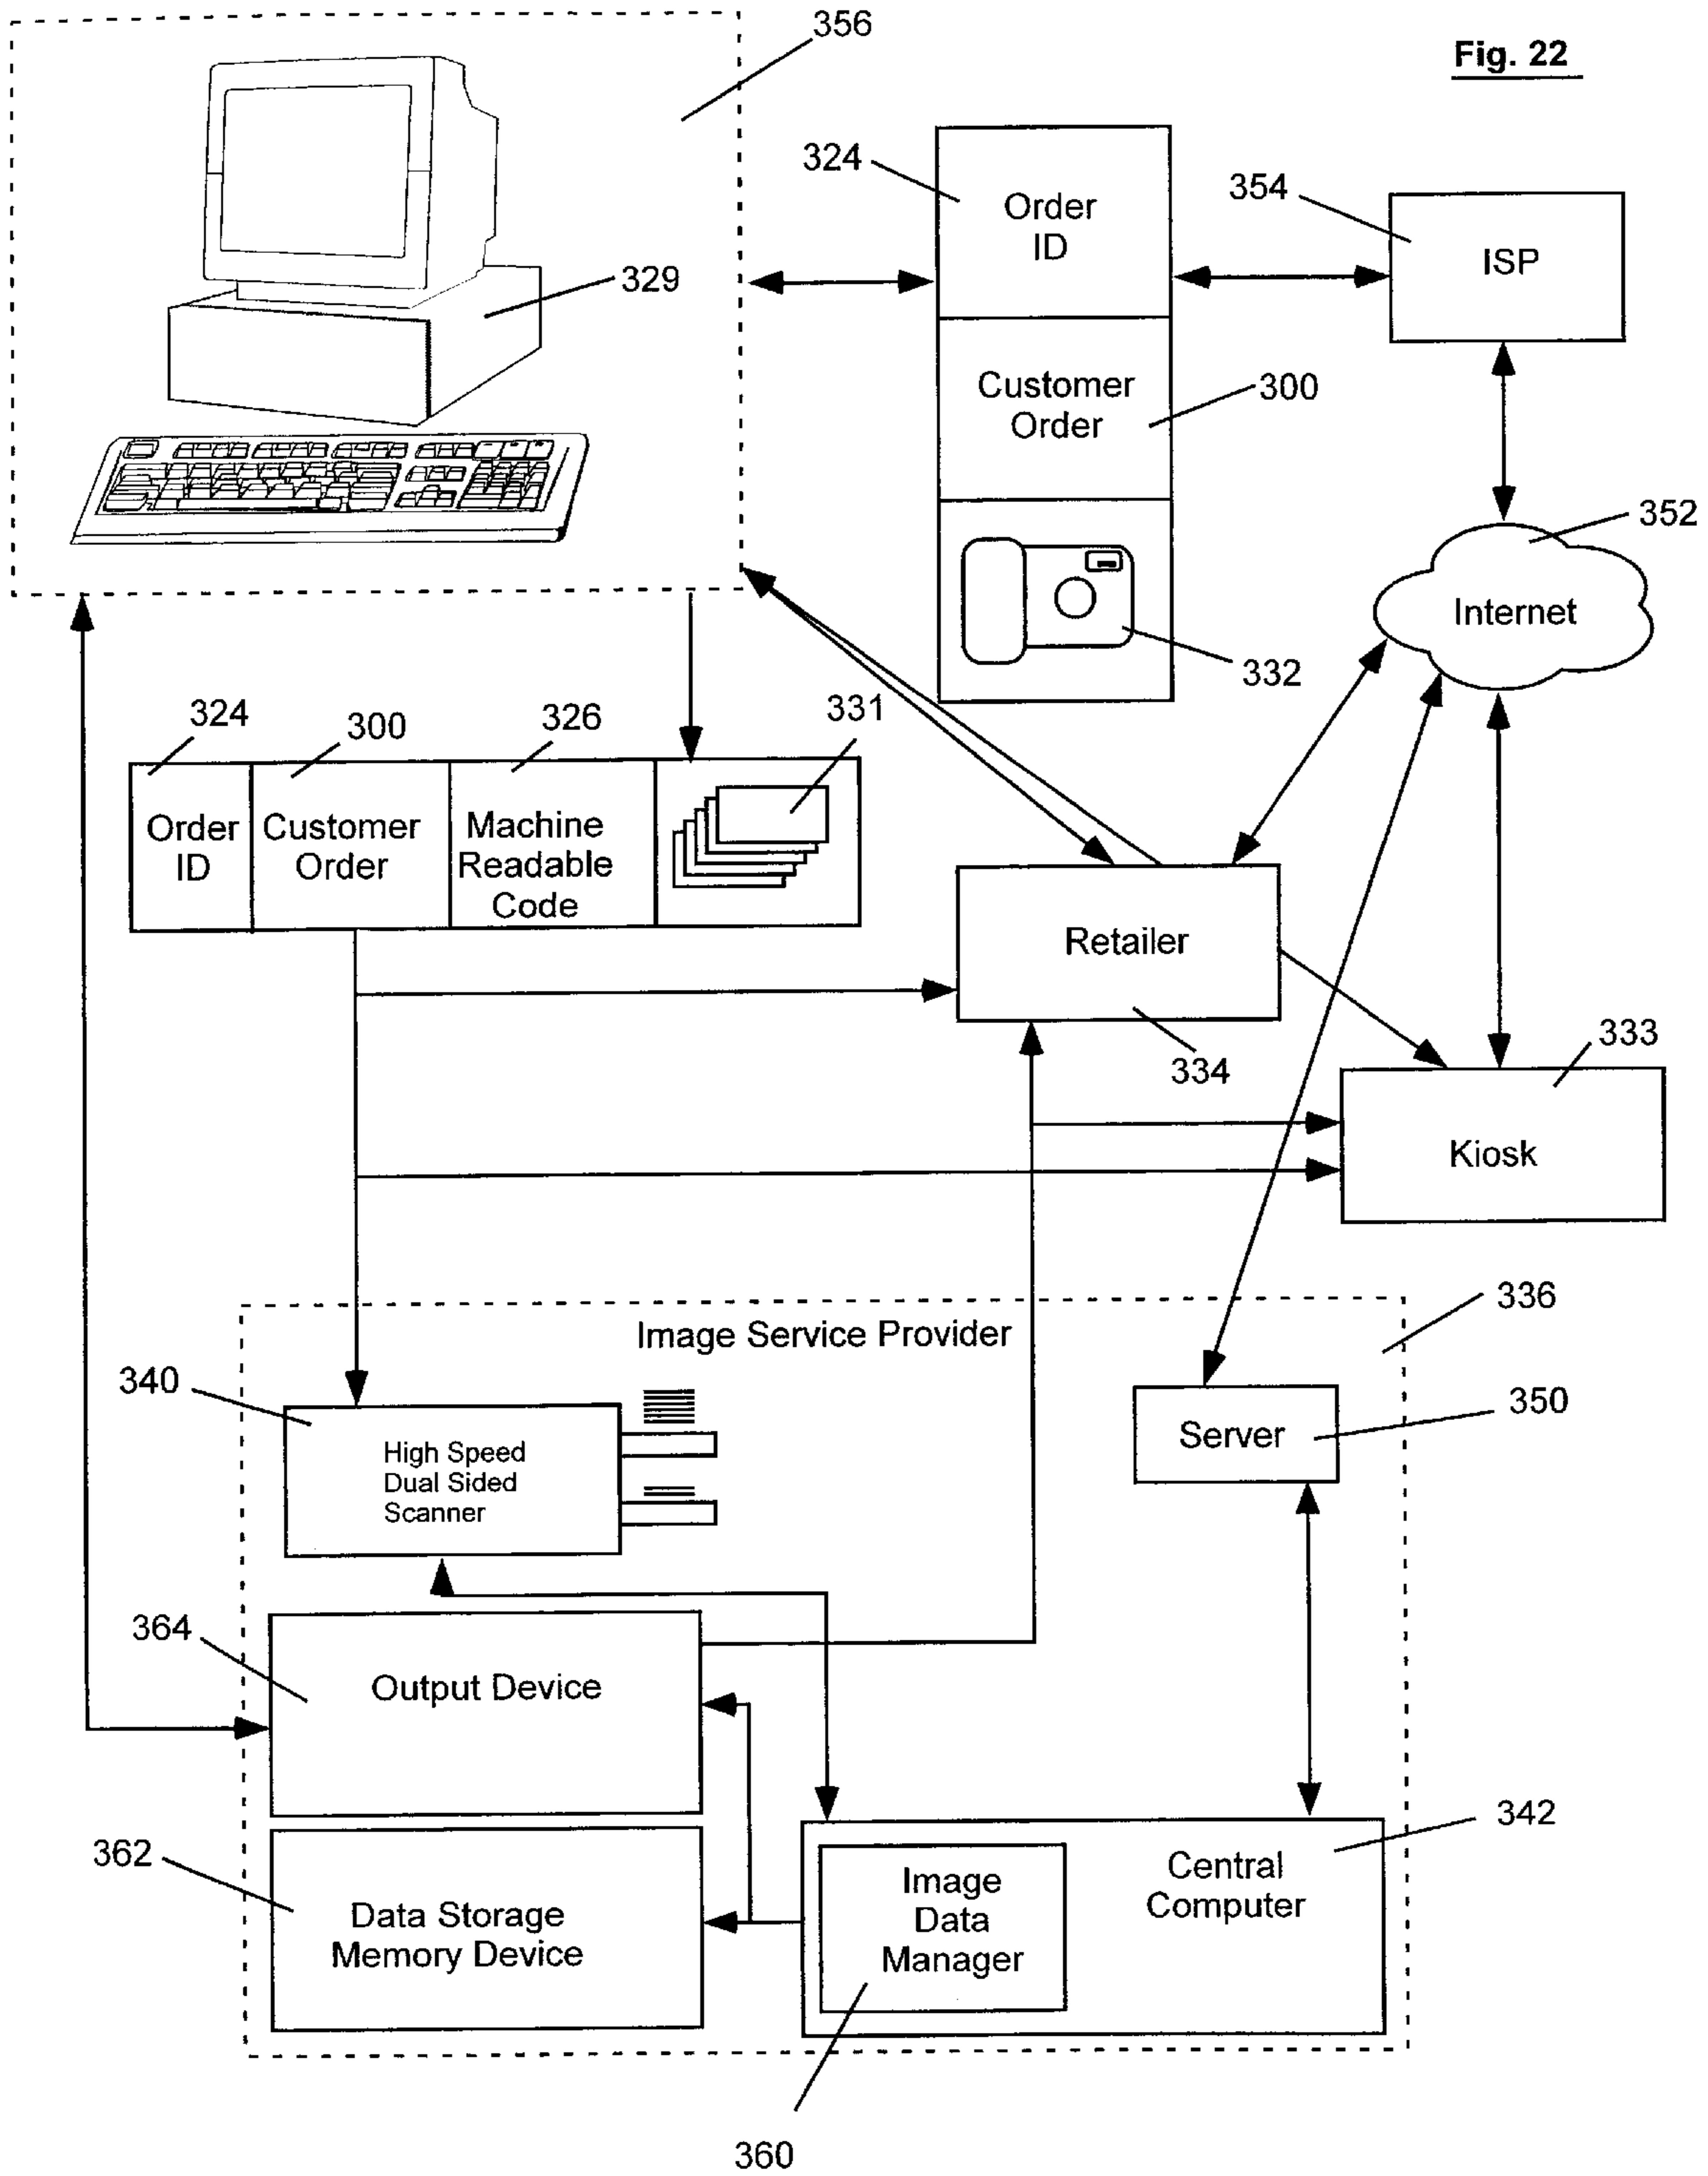 356
Fig. 22
324
Order
ID
354
ISP
329
Customer
Order
300
352
Internet
332
324
300
326
331
Order
ID
Customer
Order
Machine
Readable
Code
Retailer
334
333
Kiosk
336
Image Service Provider
340
High Speed
Dual Sided
Scanner
Server
350
364
Output Device
342
362
Data Storage
Memory Device
Image
Data
Manager
Central
Computer
360